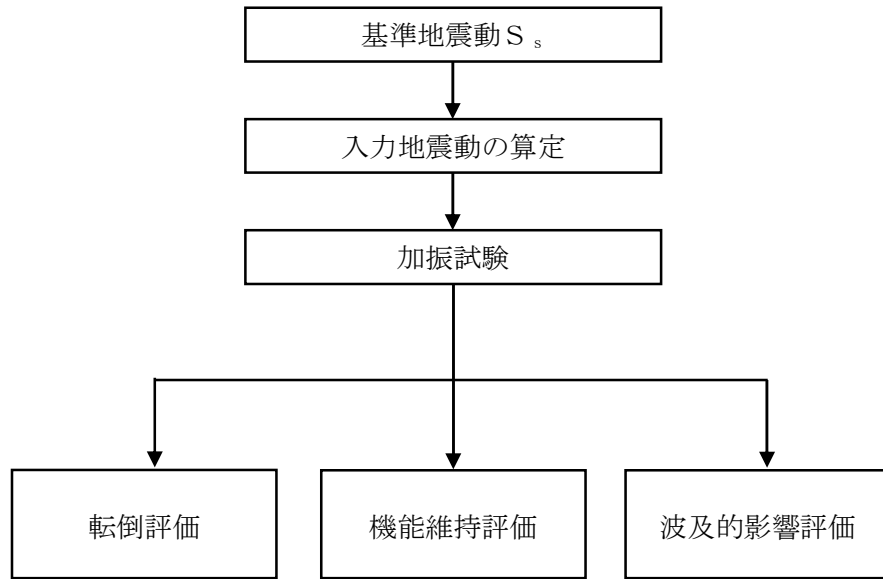 基準地震動Ｓｓ
入力地震動の算定
加振試験
転倒評価
機能維持評価
波及的影響評価